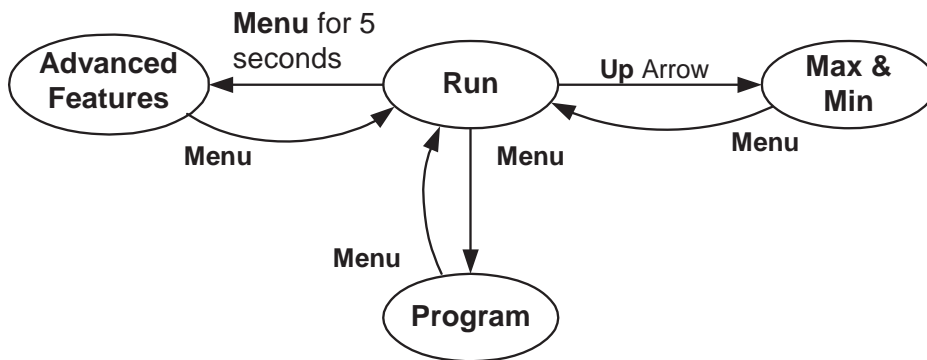 Menu for 5
seconds
Advanced
Features
Run
Up Arrow
Max &
Min
Menu
Menu
Menu
Menu
Program